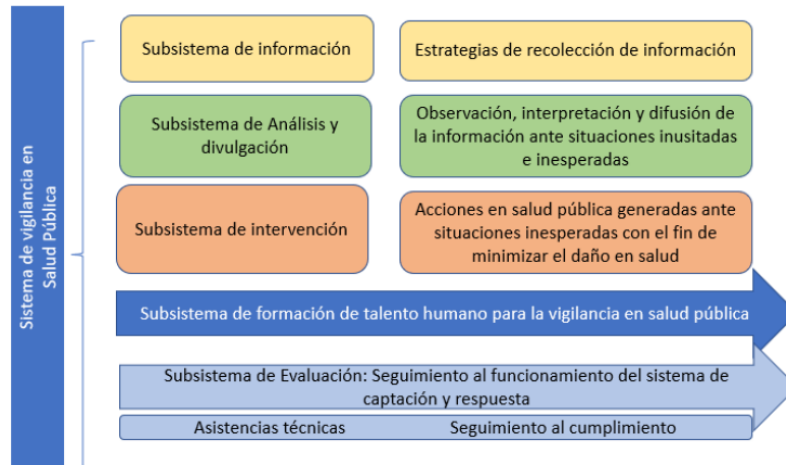 Sistema de vigilancia en
Salud Pública
Subsistema de información
Estrategias de recolección de información
Subsistema de Análisis y
divulgación
Observación, interpretación y difusión de
la información ante situaciones inusitadas
e inesperadas
Subsistema de intervención
Acciones en salud pública generadas ante
situaciones inesperadas con el fin de
minimizar el daño en salud
Subsistema de formación de talento humano para la vigilancia en salud pública
Subsistema de Evaluación: Seguimiento al funcionamiento del sistema de
captación y respuesta
Asistencias técnicas
Seguimiento al cumplimiento